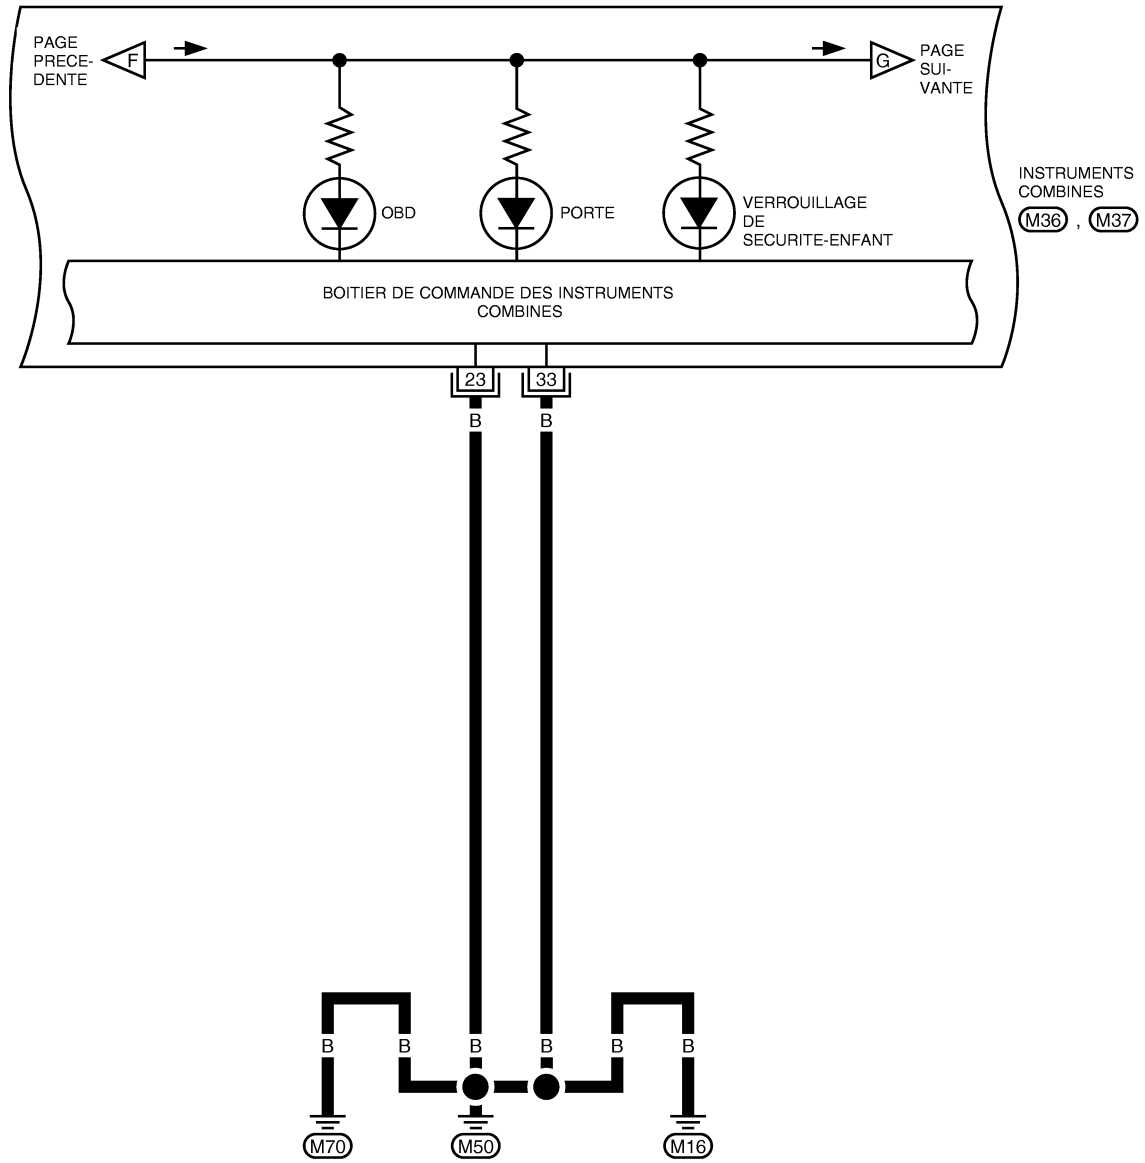 PAGE
PRECE-
DENTE
F
G
PAGE
SUI-
VANTE
INSTRUMENTS
COMBINES
M36 , M37
OBD
PORTE
VERROUILLAGE
DE
SECURITE-ENFANT
BOITIER DE COMMANDE DES INSTRUMENTS
COMBINES
23 33
B B
B B B B B B
M70 M50 M16